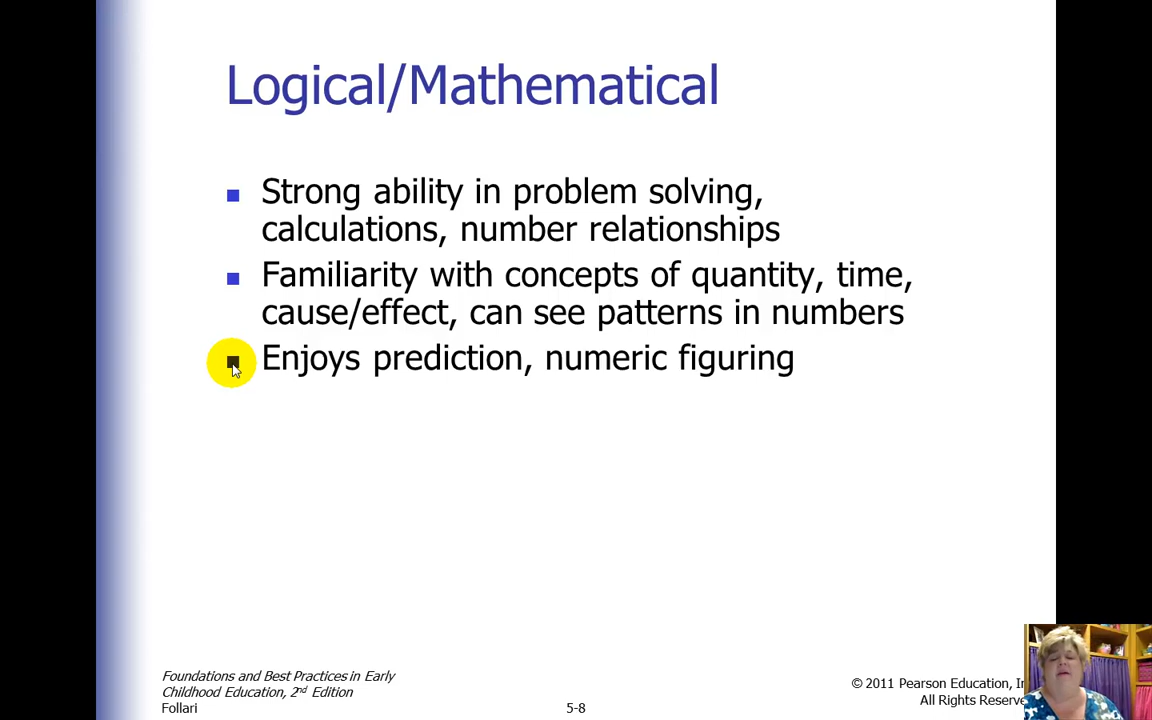 Logical/Mathematical
Strong ability in problem solving,
calculations, number relationships
Familiarity with concepts of quantity, time,
cause/effect, can see patterns in numbers
Enjoys prediction, numeric figuring
Foundations and Best Practices in Early
Childhood Education, 2nd Edition
Follari
5-8
© 2011 Pearson Education,
All Rights